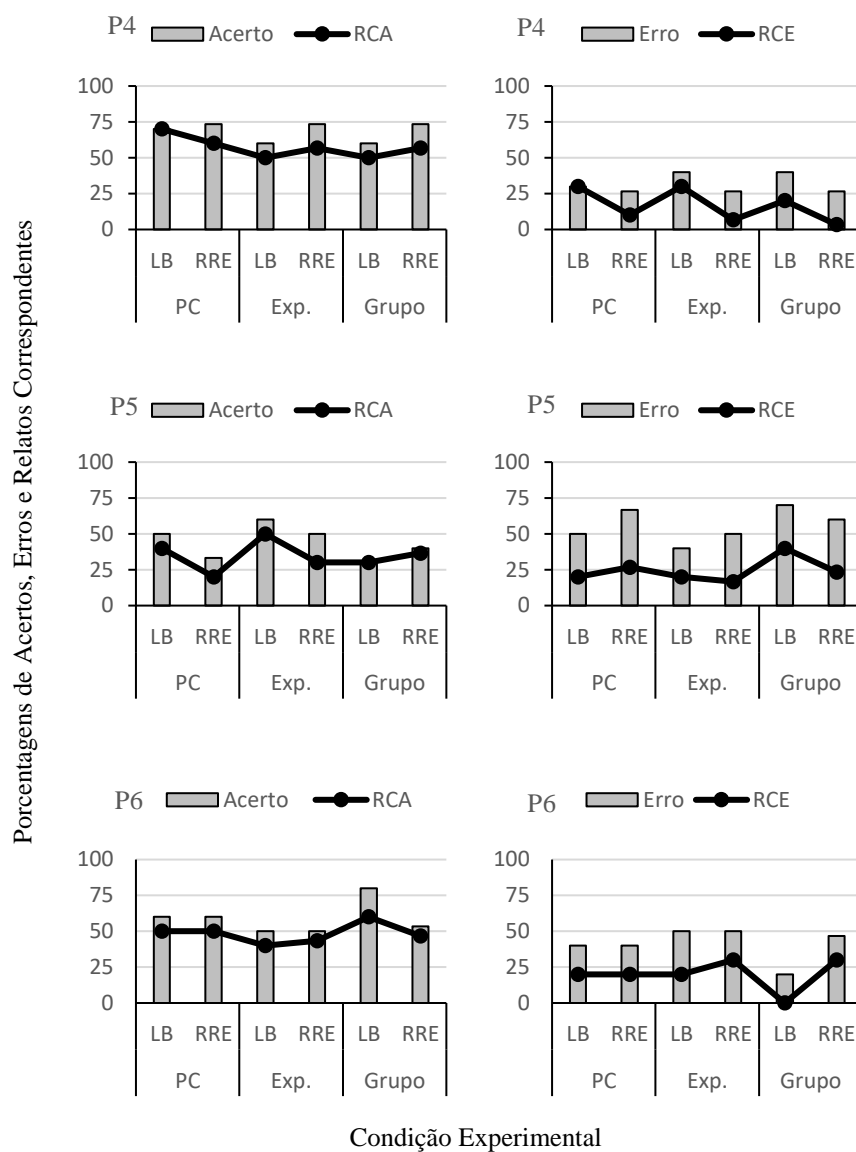 Porcentagens de Acertos, Erros e Relatos Correspondentes
P4 Acerto RCA
100
75
50
25
0
LB RRE LB RRE LB RRE
PC Exp. Grupo
P4 Erro RCE
100
75
50
25
0
LB RRE LB RRE LB RRE
PC Exp. Grupo
P5 Acerto RCA
100
75
50
25
0
LB RRE LB RRE LB RRE
PC Exp. Grupo
P5 Erro RCE
100
75
50
25
0
LB RRE LB RRE LB RRE
PC Exp. Grupo
P6 Acerto RCA
100
75
50
25
0
LB RRE LB RRE LB RRE
PC Exp. Grupo
P6 Erro RCE
100
75
50
25
0
LB RRE LB RRE LB RRE
PC Exp. Grupo
Condição Experimental